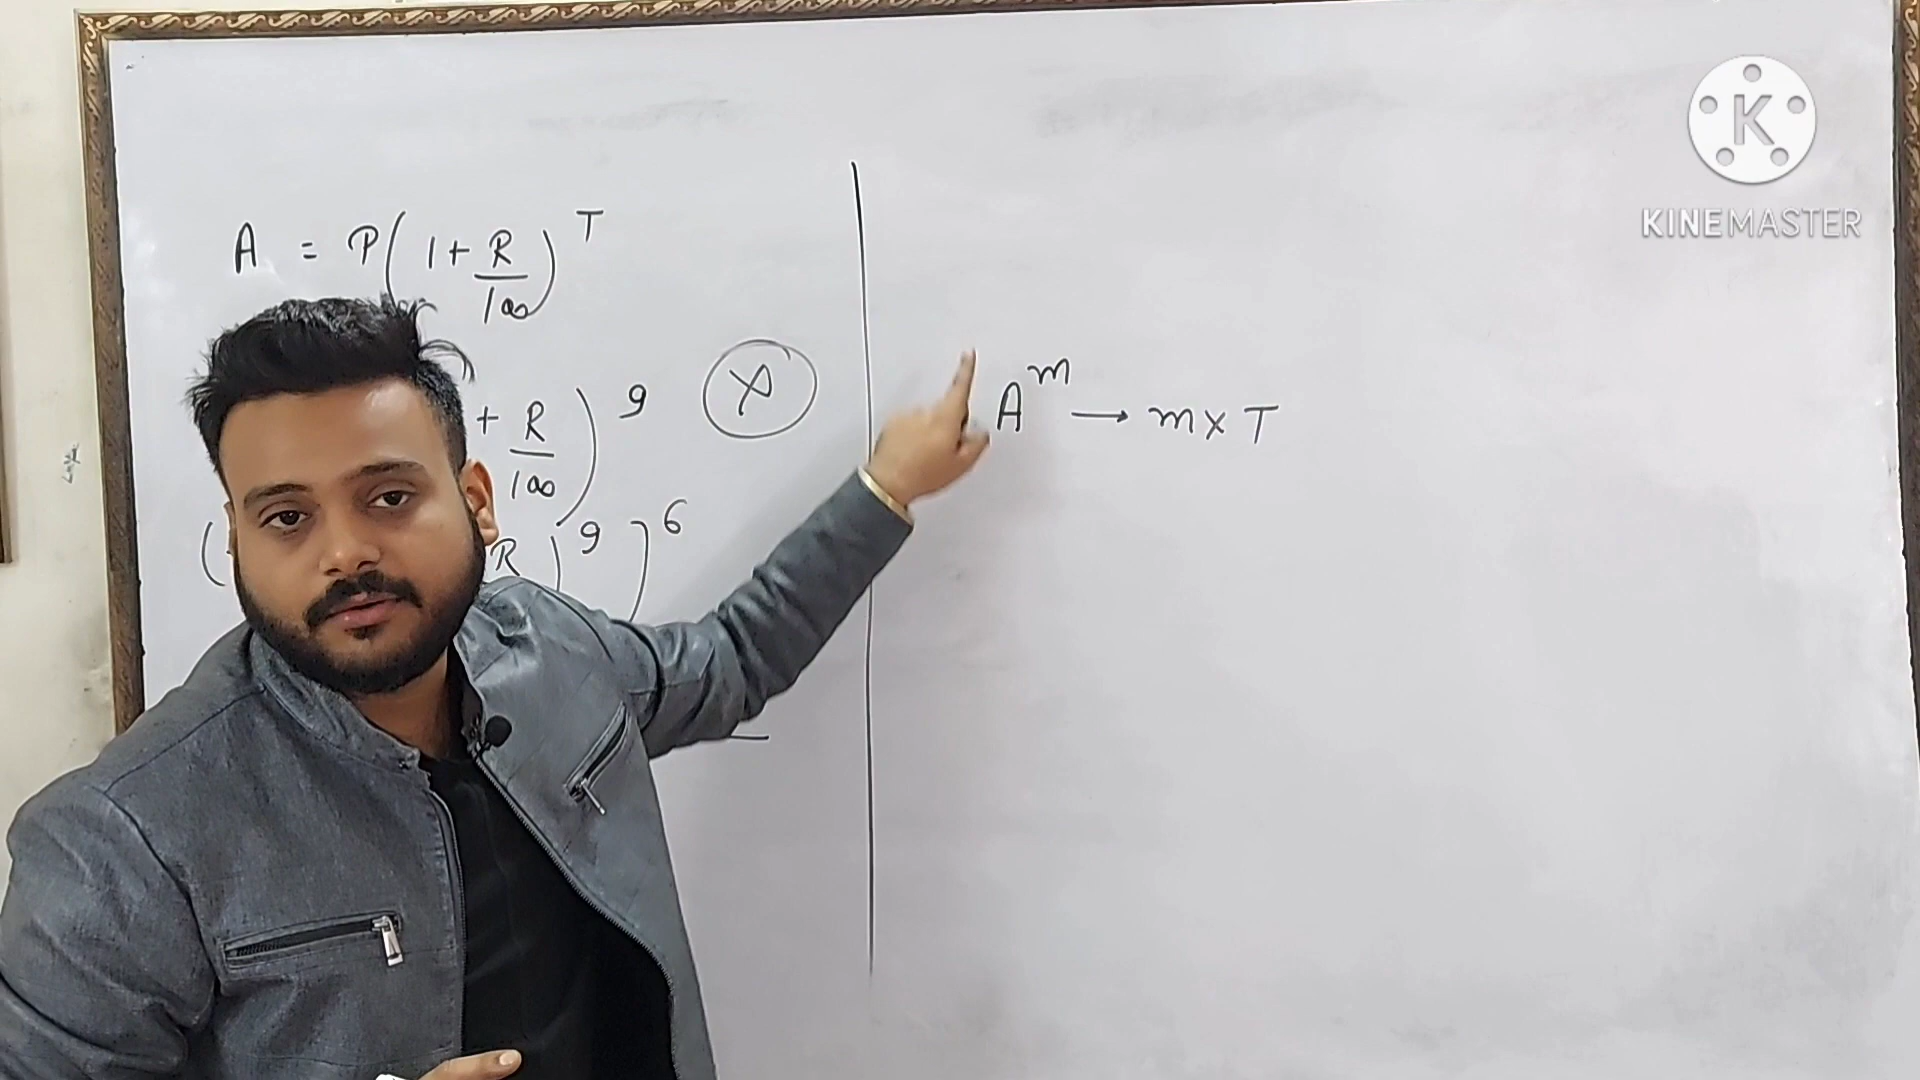 A = P(1+R/100)^T
+ R/100)^9 X
( R )^9 )^6
A^m → m×T
K
KINEMASTER